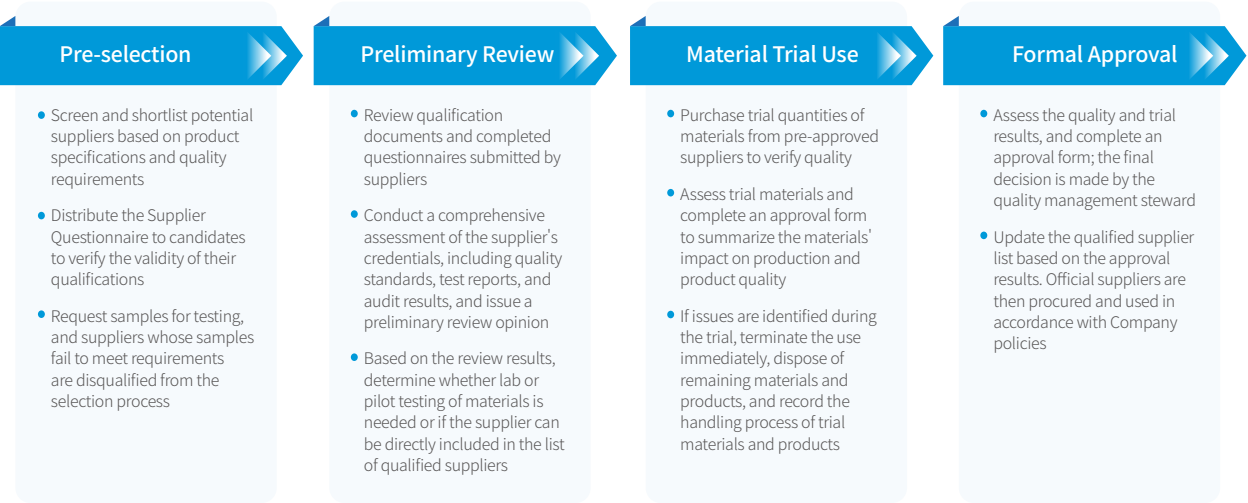 Pre-selection
Screen and shortlist potential
suppliers based on product
specifications and quality
requirements
Distribute the Supplier
Questionnaire to candidates
to verify the validity of their
qualifications
Request samples for testing,
and suppliers whose samples
fail to meet requirements
are disqualified from the
selection process
Preliminary Review
Review qualification
documents and completed
questionnaires submitted by
suppliers
Conduct a comprehensive
assessment of the supplier's
credentials, including quality
standards, test reports, and
audit results, and issue a
preliminary review opinion
Based on the review results,
determine whether lab or
pilot testing of materials is
needed or if the supplier can
be directly included in the list
of qualified suppliers
Material Trial Use
Purchase trial quantities of
materials from pre-approved
suppliers to verify quality
Assess trial materials and
complete an approval form
to summarize the materials'
impact on production and
product quality
If issues are identified during
the trial, terminate the use
immediately, dispose of
remaining materials and
products, and record the
handling process of trial
materials and products
Formal Approval
Assess the quality and trial
results, and complete an
approval form; the final
decision is made by the
quality management steward
Update the qualified supplier
list based on the approval
results. Official suppliers are
then procured and used in
accordance with Company
policies